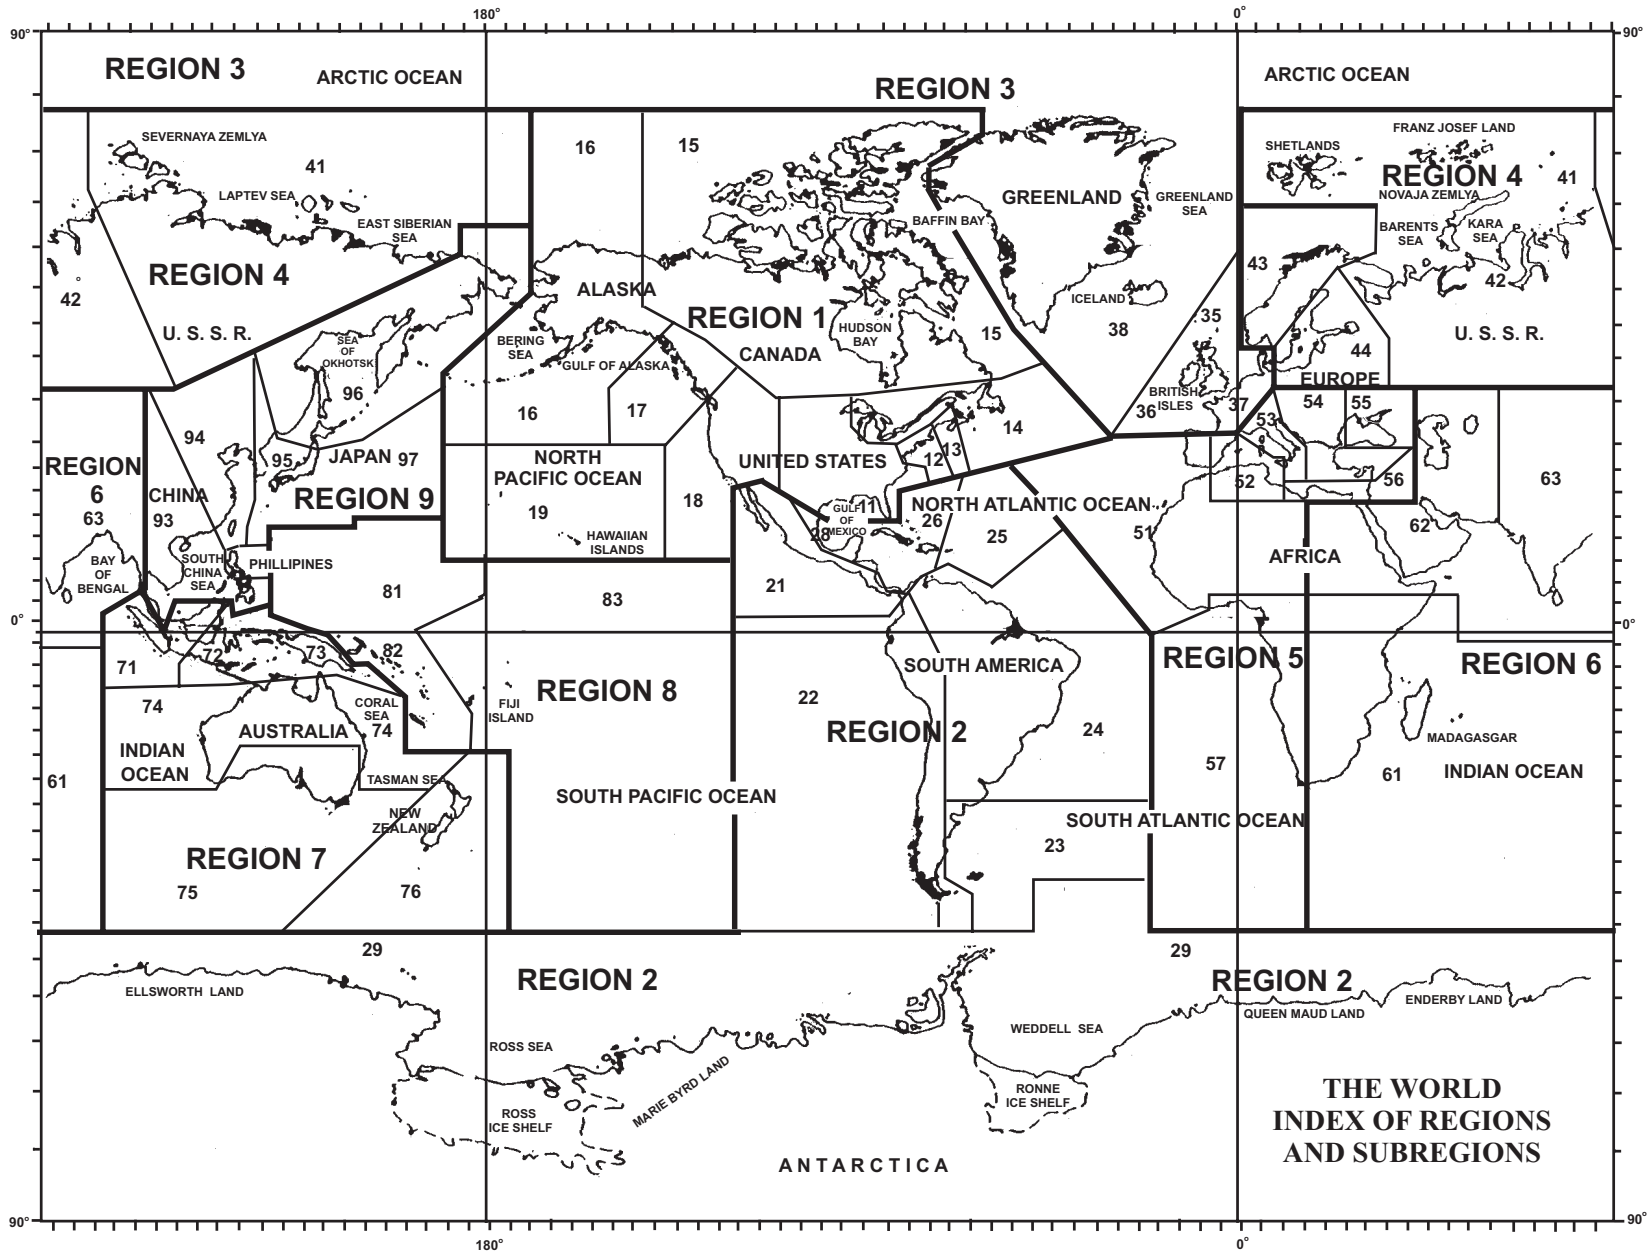 180°
0°
90°
90°
REGION 3
ARCTIC OCEAN
REGION 3
ARCTIC OCEAN
SEVERNAYA ZEMLYA
41
LAPTEV SEA
EAST SIBERIAN
SEA
REGION 4
42
U. S. S. R.
16
15
ALASKA
REGION 1
CANADA
HUDSON
BAY
15
BAFFIN BAY
GREENLAND
GREENLAND
SEA
ICELAND
38
35
BRITISH
ISLES
36
37
SHETLANDS
FRANZ JOSEF LAND
REGION 4
NOVAJA ZEMLYA
41
BARENTS
SEA
KARA
SEA
43
42
U. S. S. R.
44
EUROPE
53
54
55
52
56
63
62
SEA
OF
OKHOTSK
96
BERING
SEA
GULF OF ALASKA
16
17
94
95
JAPAN
97
REGION 9
REGION
6
63
CHINA
93
BAY
OF
BENGAL
SOUTH
CHINA
SEA
PHILLIPINES
NORTH
PACIFIC OCEAN
19
18
HAWAIIAN
ISLANDS
UNITED STATES
14
13
12
11
GULF
OF
MEXICO
28
26
NORTH ATLANTIC OCEAN
25
51
AFRICA
21
81
83
0°
0°
71
72
73
82
74
REGION 8
FIJI
ISLAND
CORAL
SEA
74
AUSTRALIA
INDIAN
OCEAN
61
TASMAN SEA
NEW
ZEALAND
REGION 7
75
76
SOUTH PACIFIC OCEAN
22
SOUTH AMERICA
REGION 2
24
23
SOUTH ATLANTIC OCEAN
REGION 5
57
REGION 6
MADAGASGAR
61
INDIAN OCEAN
29
29
REGION 2
REGION 2
ELLSWORTH LAND
ROSS SEA
ROSS
ICE SHELF
MARIE BYRD LAND
WEDDELL SEA
RONNE
ICE SHELF
QUEEN MAUD LAND
ENDERBY LAND
ANTARCTICA
THE WORLD
INDEX OF REGIONS
AND SUBREGIONS
90°
90°
180°
0°